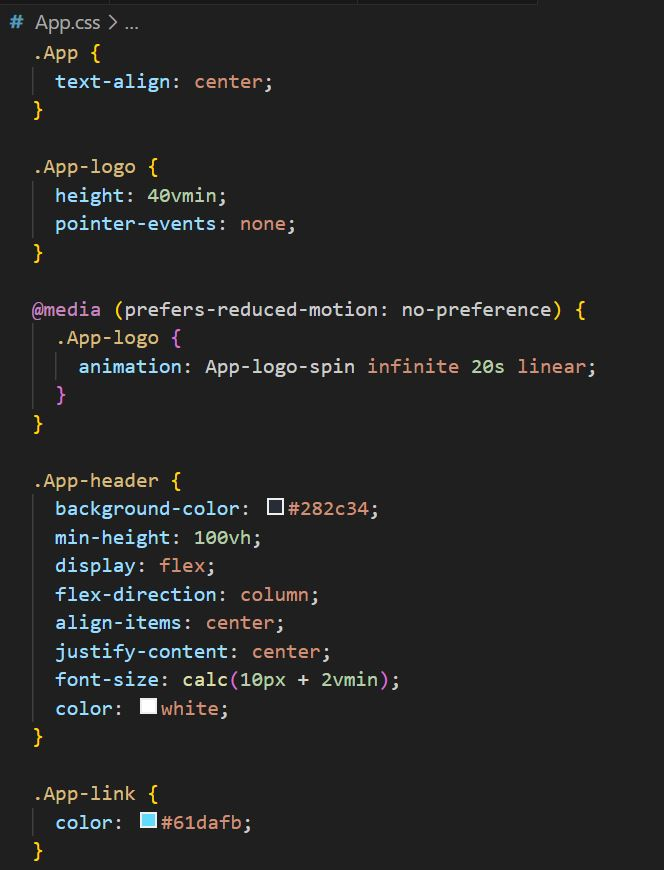 # App.css > ...
.App {
  text-align: center;
}

.App-logo {
  height: 40vmin;
  pointer-events: none;
}

@media (prefers-reduced-motion: no-preference) {
  .App-logo {
    animation: App-logo-spin infinite 20s linear;
  }
}

.App-header {
  background-color: #282c34;
  min-height: 100vh;
  display: flex;
  flex-direction: column;
  align-items: center;
  justify-content: center;
  font-size: calc(10px + 2vmin);
  color: white;
}

.App-link {
  color: #61dafb;
}